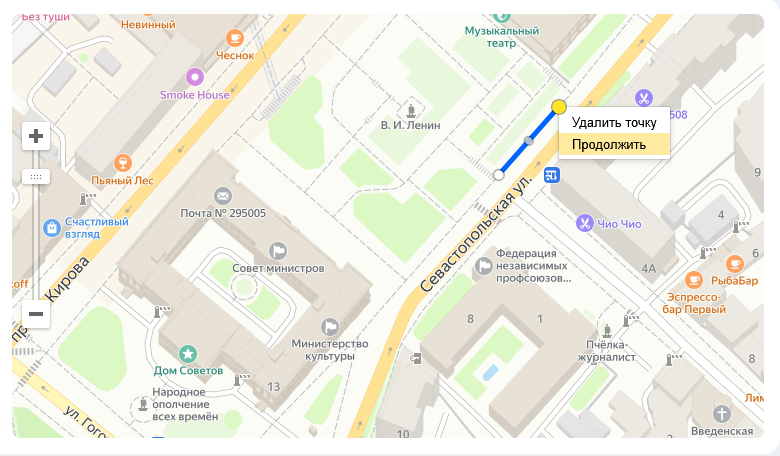 Без туши
Невинный
Музыкальный
театр
Чеснок
Smoke House
508
В. И. Ленин
Удалить точку
Продолжить
Пьяный Лес
Почта № 295005
Севастопольская ул.
Счастливый
взгляд
Чио Чио
4
Совет министров
Федерация
независимых
профсоюзов...
4А
6
РыбаБар
Эспрессо-
бар Первый
Кирова
8
1
Министерство
культуры
Пчёлка-
журналист
8
Дом Советов
13
Народное
ополчение
всех времён
ул. Гого
10
Введенская